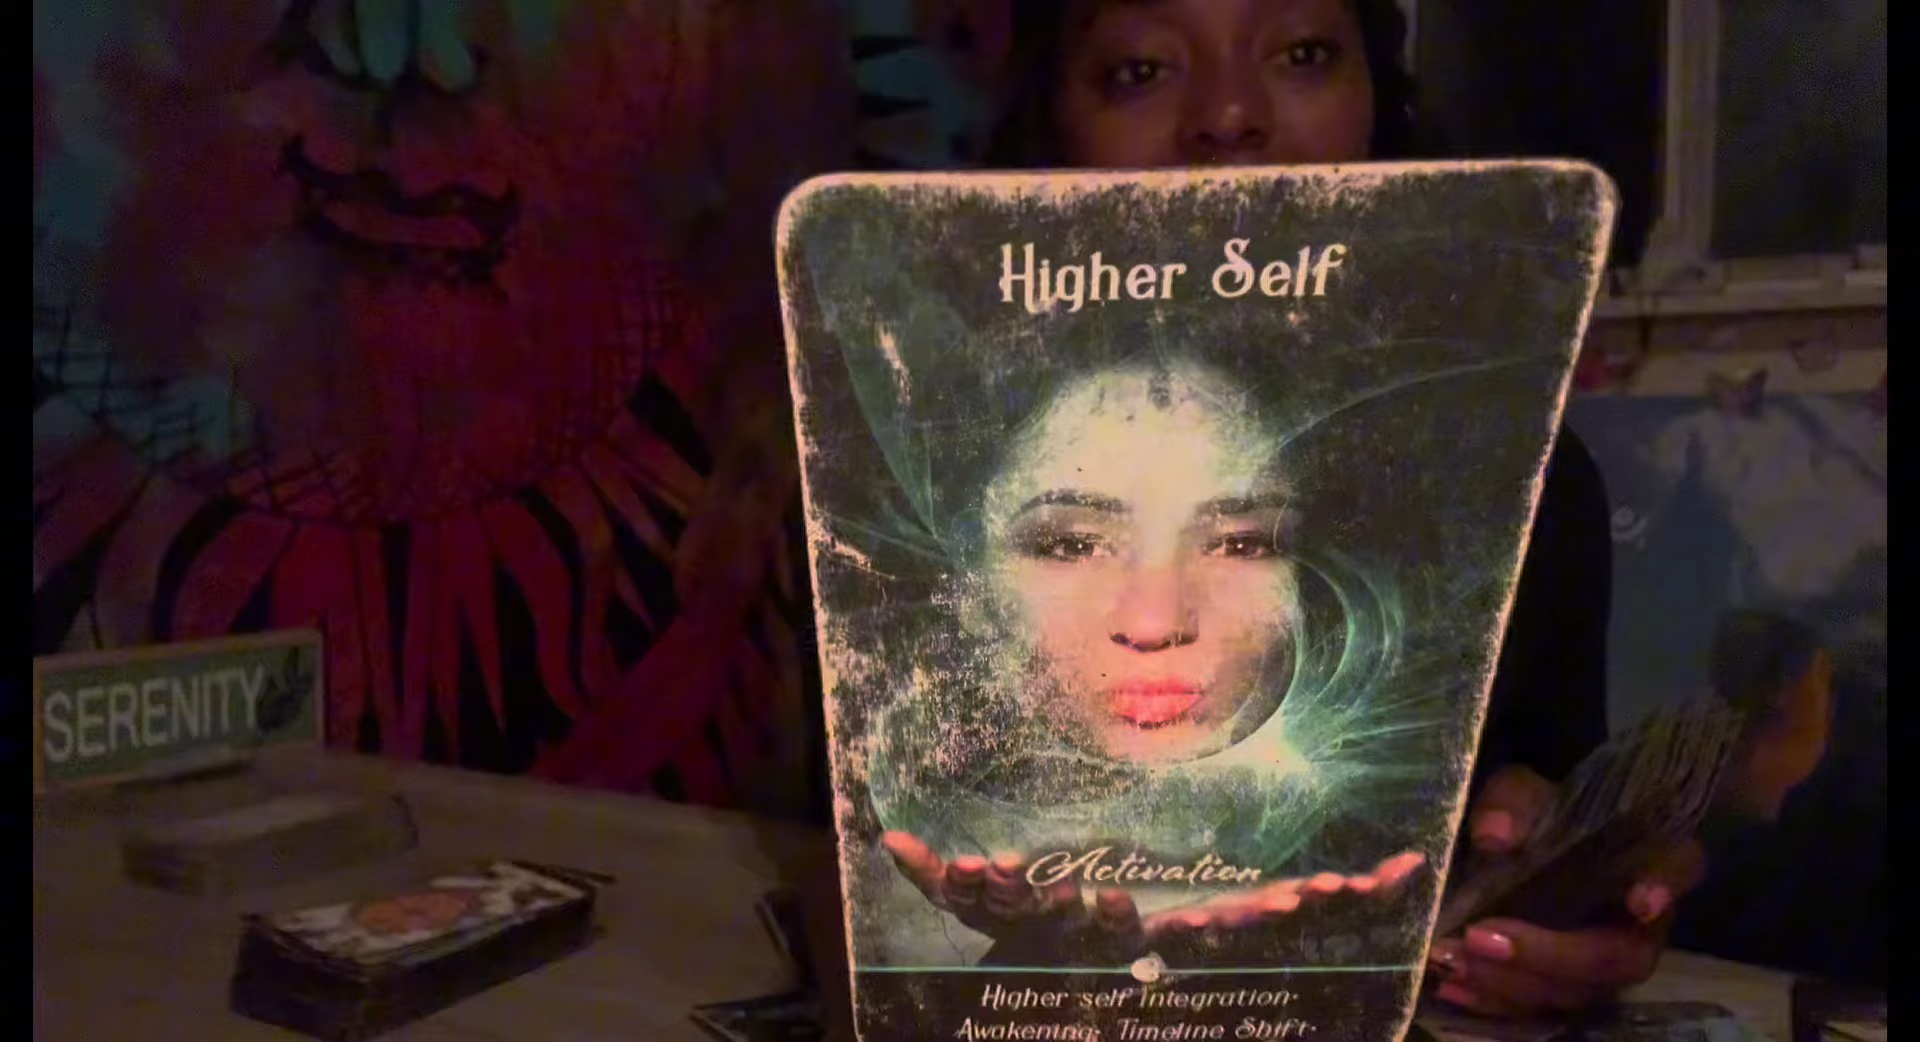 Higher Self
SERENITY
Activation
Higher self integration.
Awakening. Timeline Shift.